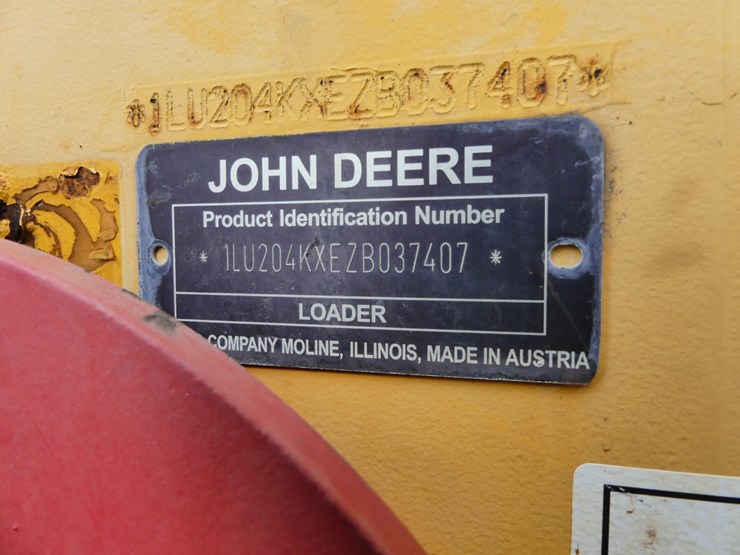 *1LU204KXEZB037407*
JOHN DEERE
Product Identification Number
* 1LU204KXEZB037407 *
LOADER
COMPANY MOLINE, ILLINOIS, MADE IN AUSTRIA